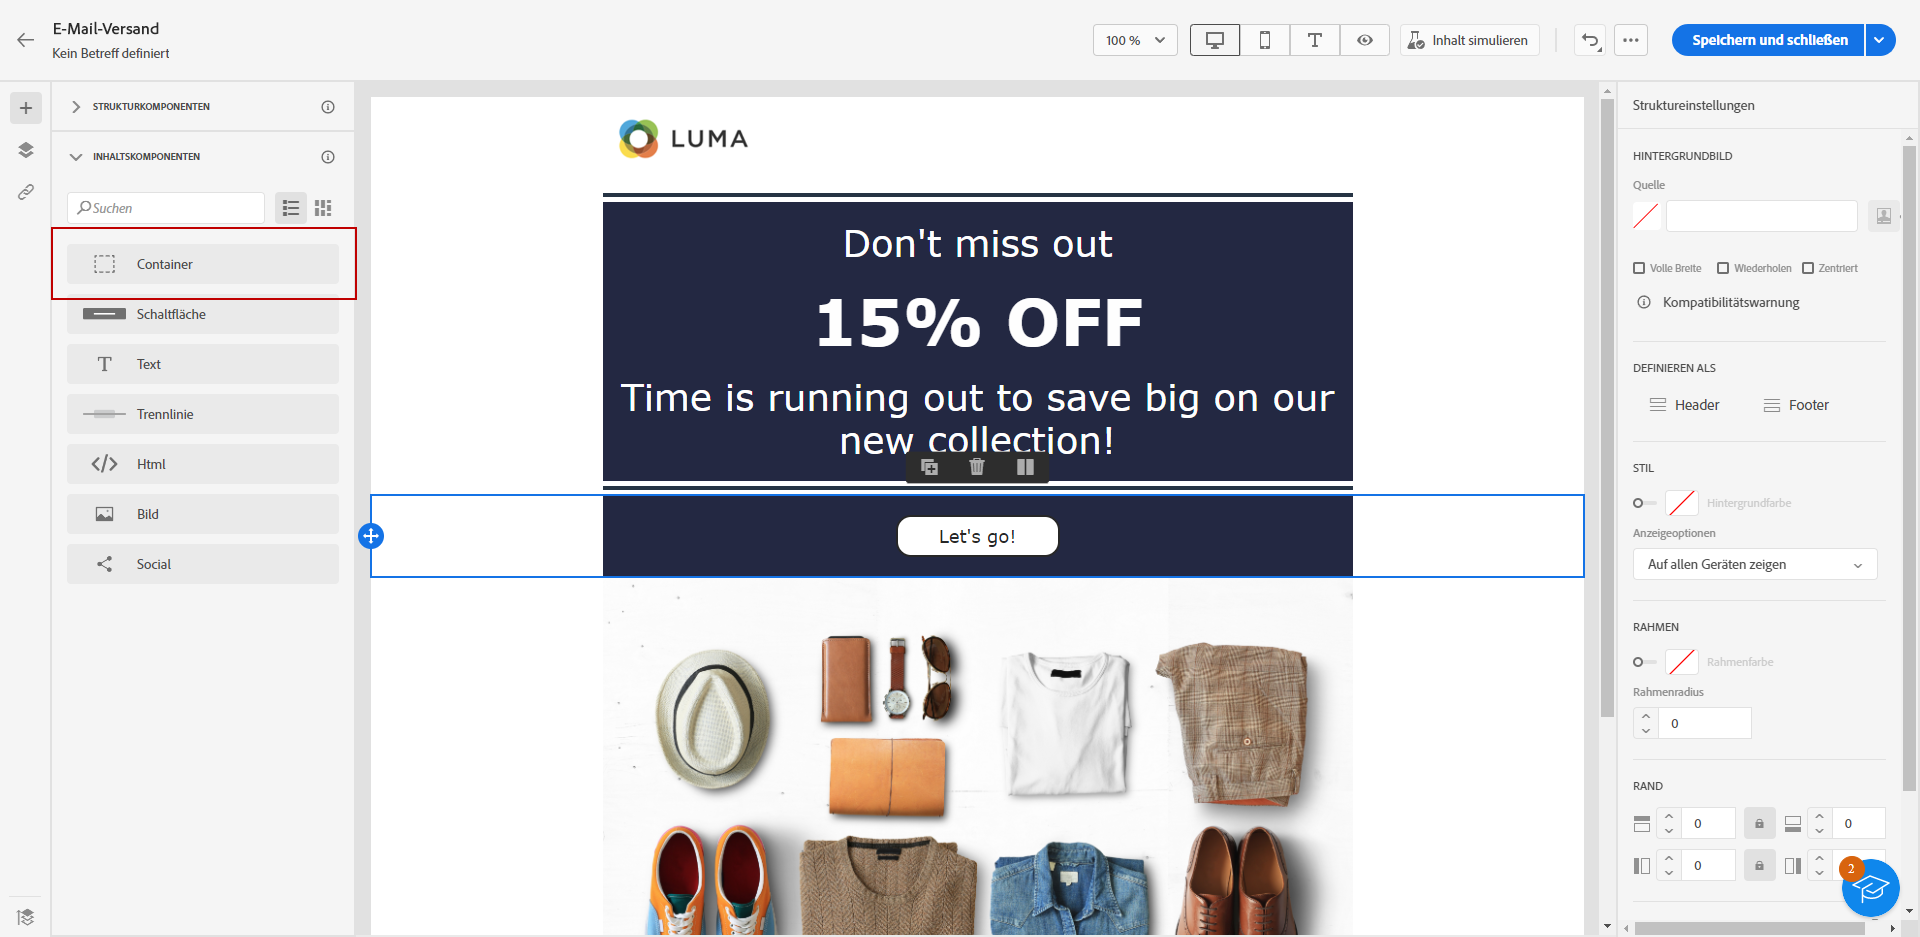 E-Mail-Versand
Kein Betreff definiert
100 %
Inhalt simulieren
Speichern und schließen
STRUKTURKOMPONENTEN
INHALTSKOMPONENTEN
Suchen
Container
Schaltfläche
Text
Trennlinie
Html
Bild
Social
LUMA
Don't miss out
15% OFF
Time is running out to save big on our
new collection!
Let's go!
Struktureinstellungen
HINTERGRUNDBILD
Quelle
Volle Breite Wiederholen Zentriert
Kompatibilitätswarnung
DEFINIEREN ALS
Header Footer
STIL
Hintergrundfarbe
Anzeigeoptionen
Auf allen Geräten zeigen
RAHMEN
Rahmenfarbe
Rahmenradius
0
RAND
0 0
0
2